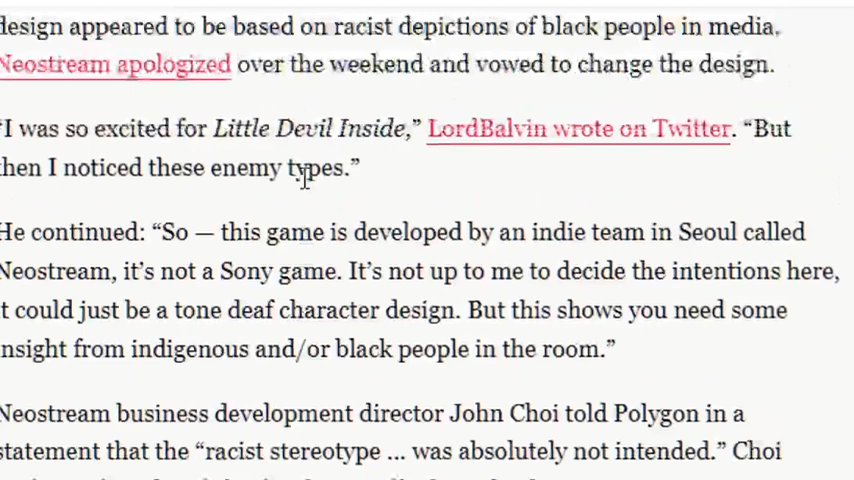 design appeared to be based on racist depictions of black people in media.
Neostream apologized over the weekend and vowed to change the design.
“I was so excited for Little Devil Inside,” LordBalvin wrote on Twitter. “But
then I noticed these enemy types.”
He continued: “So — this game is developed by an indie team in Seoul called
Neostream, it’s not a Sony game. It’s not up to me to decide the intentions here,
it could just be a tone deaf character design. But this shows you need some
insight from indigenous and/or black people in the room.”
Neostream business development director John Choi told Polygon in a
statement that the “racist stereotype ... was absolutely not intended.” Choi